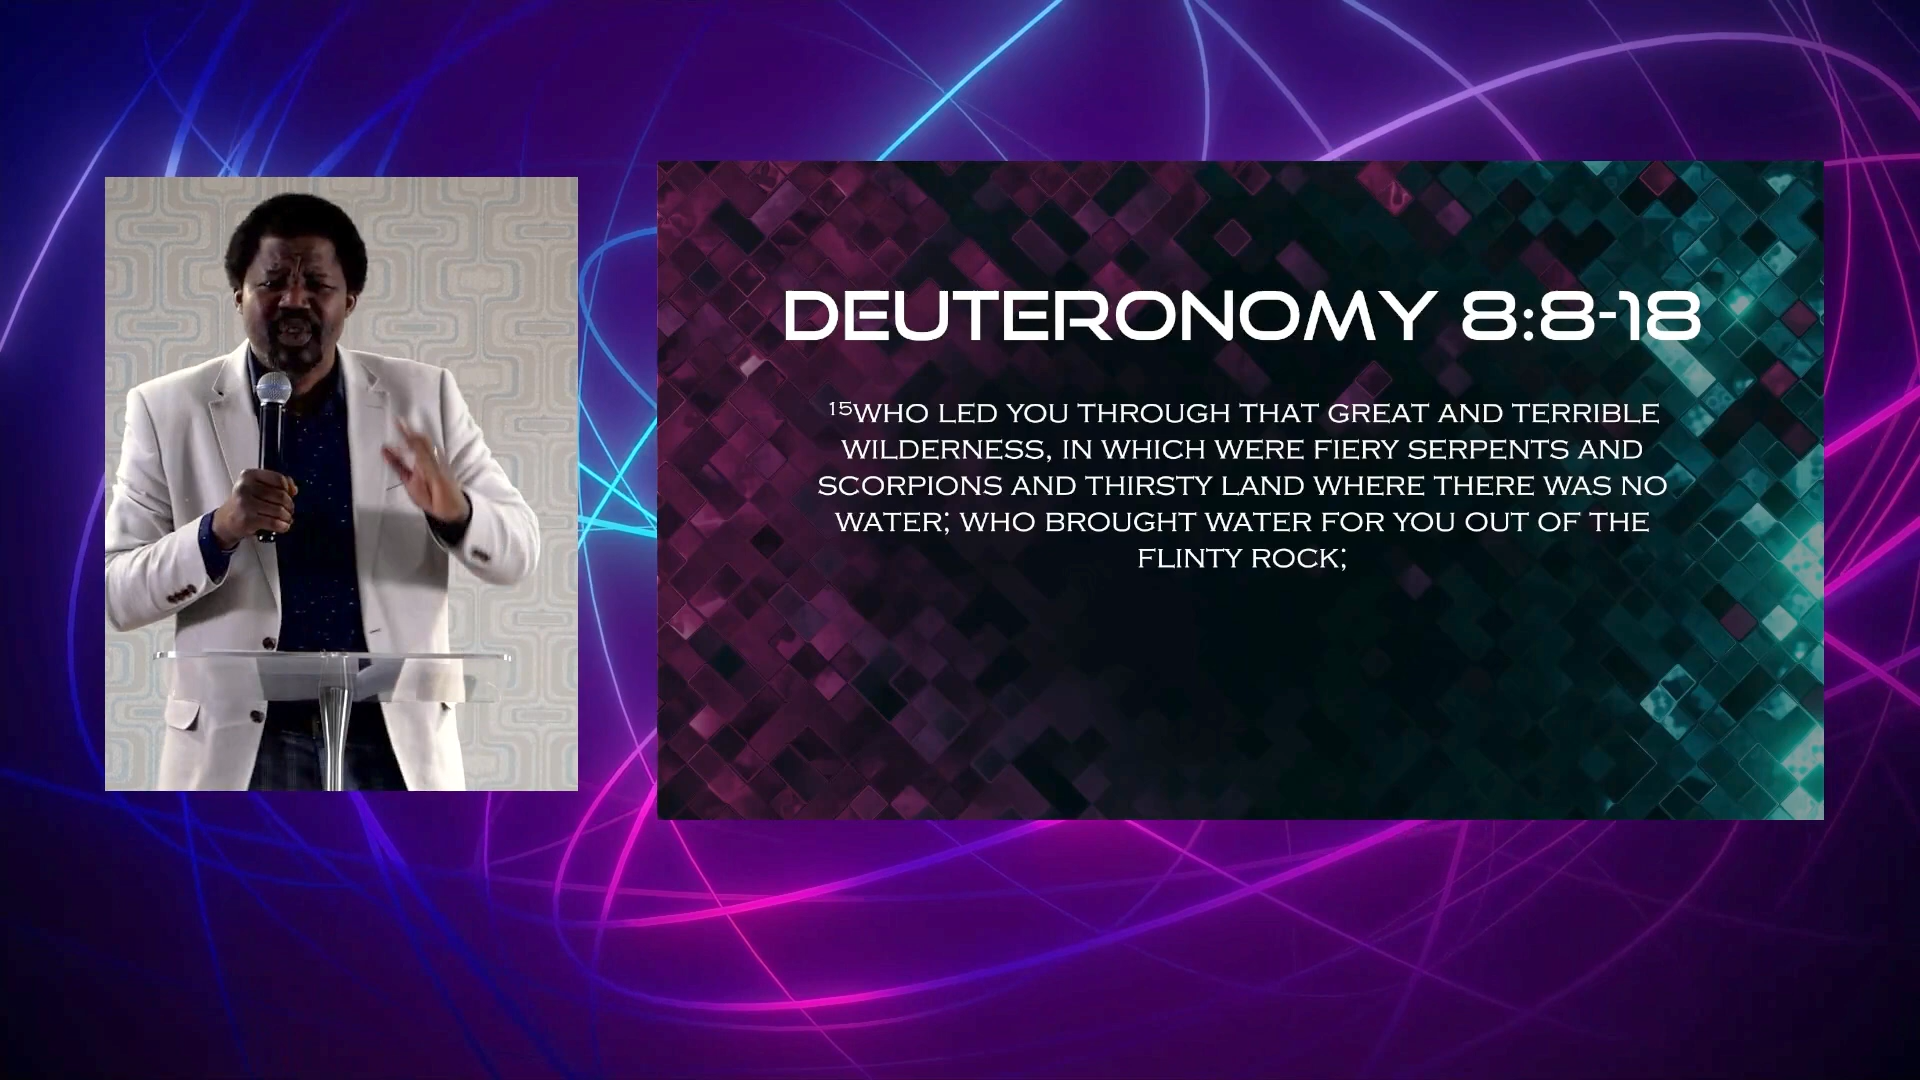 DEUTERONOMY 8:8-18
¹⁵WHO LED YOU THROUGH THAT GREAT AND TERRIBLE
WILDERNESS, IN WHICH WERE FIERY SERPENTS AND
SCORPIONS AND THIRSTY LAND WHERE THERE WAS NO
WATER; WHO BROUGHT WATER FOR YOU OUT OF THE
FLINTY ROCK;